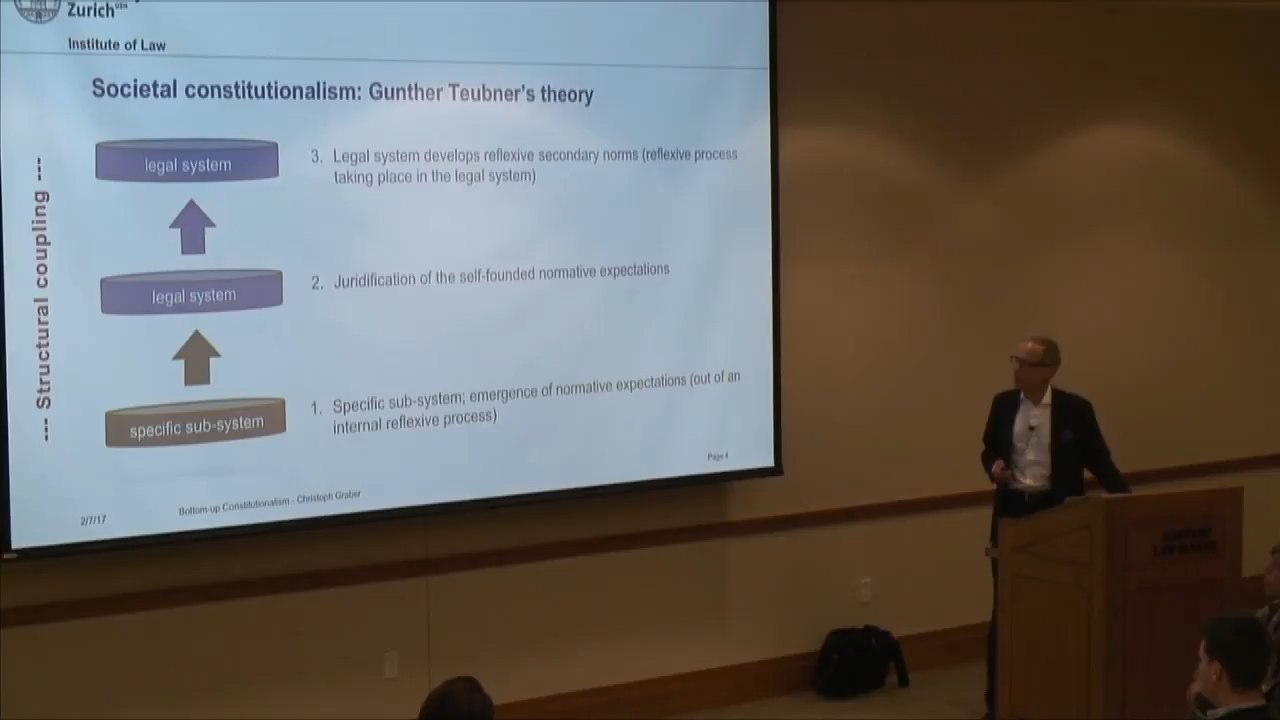 Zurich
Institute of Law
Societal constitutionalism: Gunther Teubner's theory
--- Structural coupling ---
legal system
3. Legal system develops reflexive secondary norms (reflexive process
taking place in the legal system)
legal system
2. Juridification of the self-founded normative expectations
specific sub-system
1. Specific sub-system; emergence of normative expectations (out of an
internal reflexive process)
Page 4
2/7/17
Bottom-up Constitutionalism - Christoph Graber